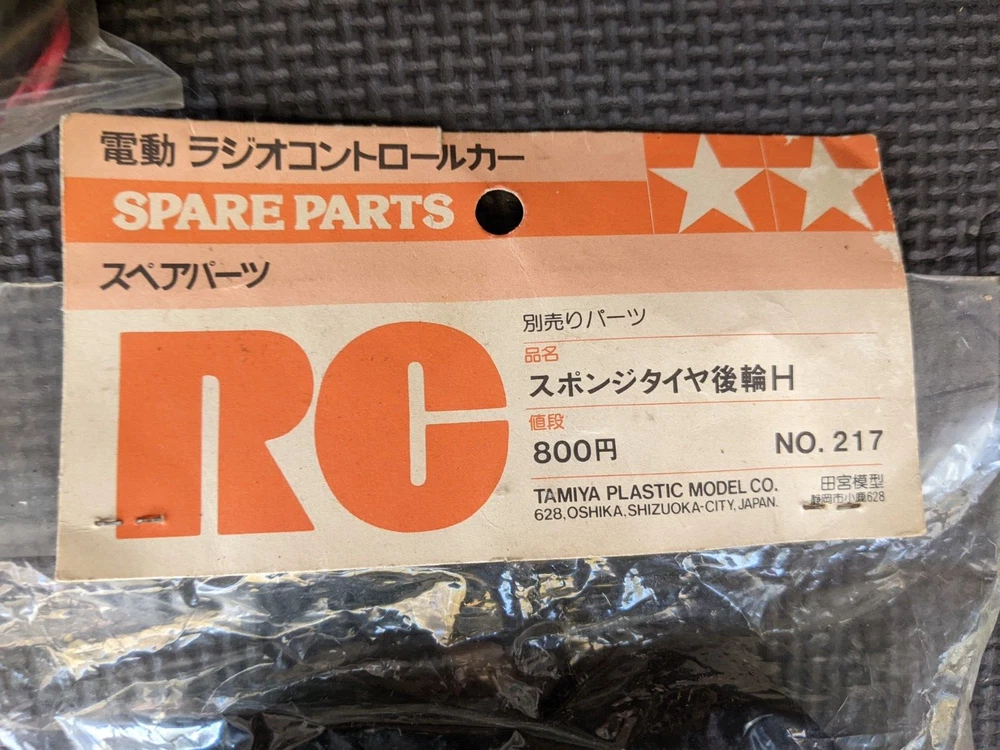 電動 ラジオコントロールカー
SPARE PARTS
スペアパーツ
RC
別売りパーツ
品名
スポンジタイヤ後輪H
値段
800円 NO. 217
TAMIYA PLASTIC MODEL CO. 田宮模型
628, OSHIKA, SHIZUOKA-CITY, JAPAN. 静岡市小鹿628